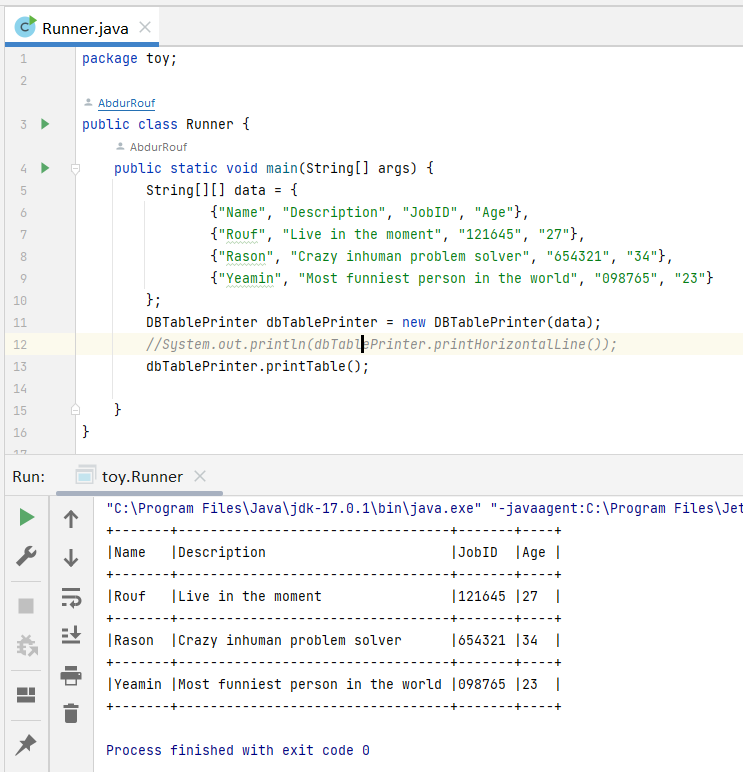 Runner.java
1 package toy;
2
AbdurRouf
3 public class Runner {
AbdurRouf
4 public static void main(String[] args) {
5 String[][] data = {
6 {"Name", "Description", "JobID", "Age"},
7 {"Rouf", "Live in the moment", "121645", "27"},
8 {"Rason", "Crazy inhuman problem solver", "654321", "34"},
9 {"Yeamin", "Most funniest person in the world", "098765", "23"}
10 };
11 DBTablePrinter dbTablePrinter = new DBTablePrinter(data);
12 //System.out.println(dbTablePrinter.printHorizontalLine());
13 dbTablePrinter.printTable();
14
15 }
16 }
17
Run: toy.Runner
"C:\Program Files\Java\jdk-17.0.1\bin\java.exe" "-javaagent:C:\Program Files\Jet
+-------+----------------------------------+-------+----+
|Name   |Description                       |JobID  |Age |
+-------+----------------------------------+-------+----+
|Rouf   |Live in the moment                |121645 |27  |
+-------+----------------------------------+-------+----+
|Rason  |Crazy inhuman problem solver      |654321 |34  |
+-------+----------------------------------+-------+----+
|Yeamin |Most funniest person in the world |098765 |23  |
+-------+----------------------------------+-------+----+
Process finished with exit code 0